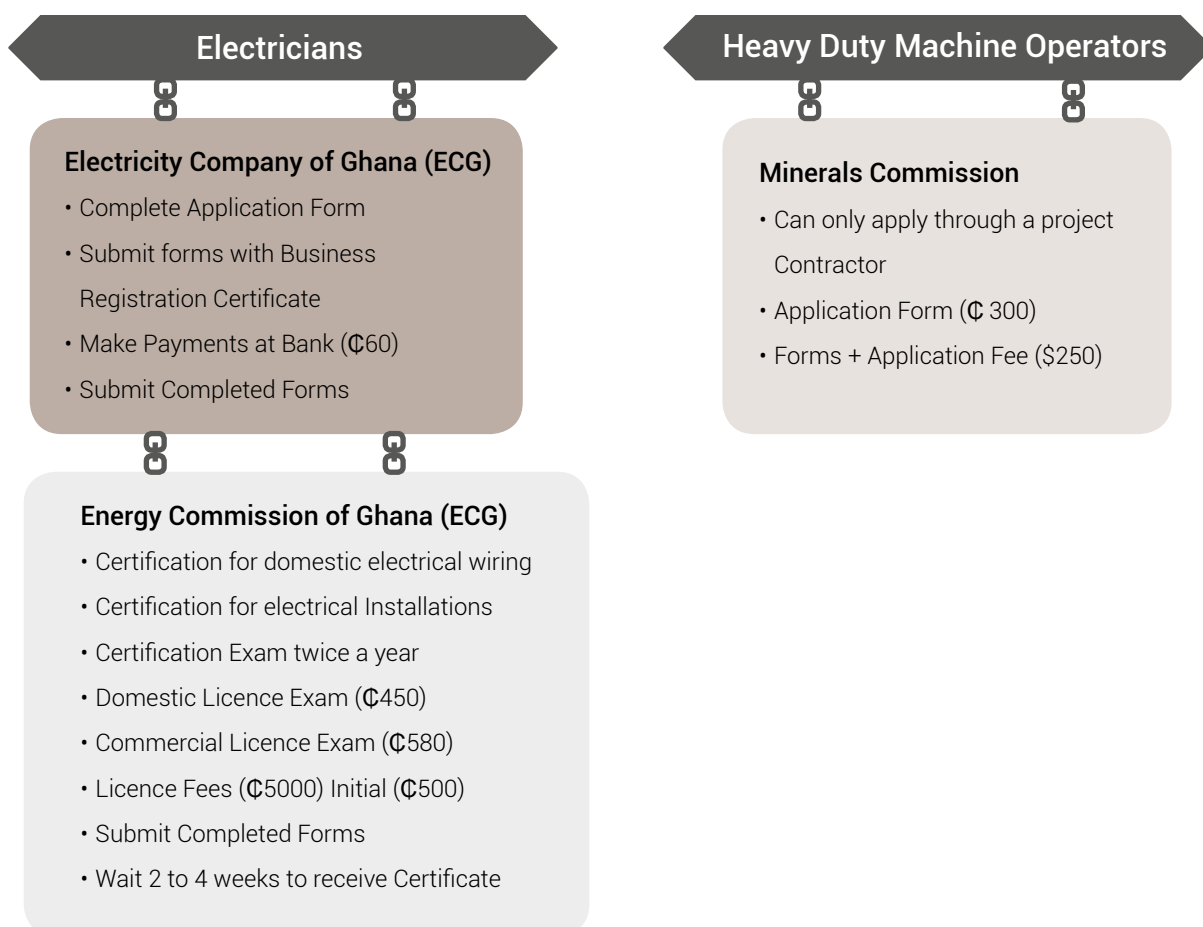 Electricians
Electricity Company of Ghana (ECG)
• Complete Application Form
• Submit forms with Business
Registration Certificate
• Make Payments at Bank (₵60)
• Submit Completed Forms
Energy Commission of Ghana (ECG)
• Certification for domestic electrical wiring
• Certification for electrical Installations
• Certification Exam twice a year
• Domestic Licence Exam (₵450)
• Commercial Licence Exam (₵580)
• Licence Fees (₵5000) Initial (₵500)
• Submit Completed Forms
• Wait 2 to 4 weeks to receive Certificate
Heavy Duty Machine Operators
Minerals Commission
• Can only apply through a project
Contractor
• Application Form (₵ 300)
• Forms + Application Fee ($250)